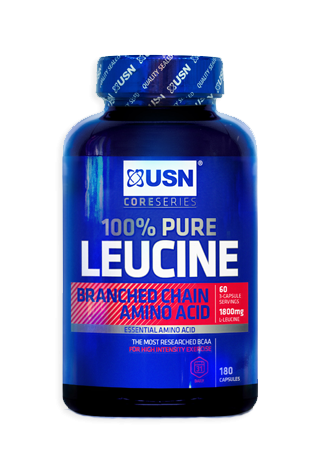 USN
QUALITY SEALED
USN
USN®
CORESERIES
100% PURE
LEUCINE
BRANCHED CHAIN
AMINO ACID
60
3-CAPSULE
SERVINGS
1800mg
L-LEUCINE
ESSENTIAL AMINO ACID
THE MOST RESEARCHED BCAA
FOR HIGH INTENSITY EXERCISE
180
CAPSULES